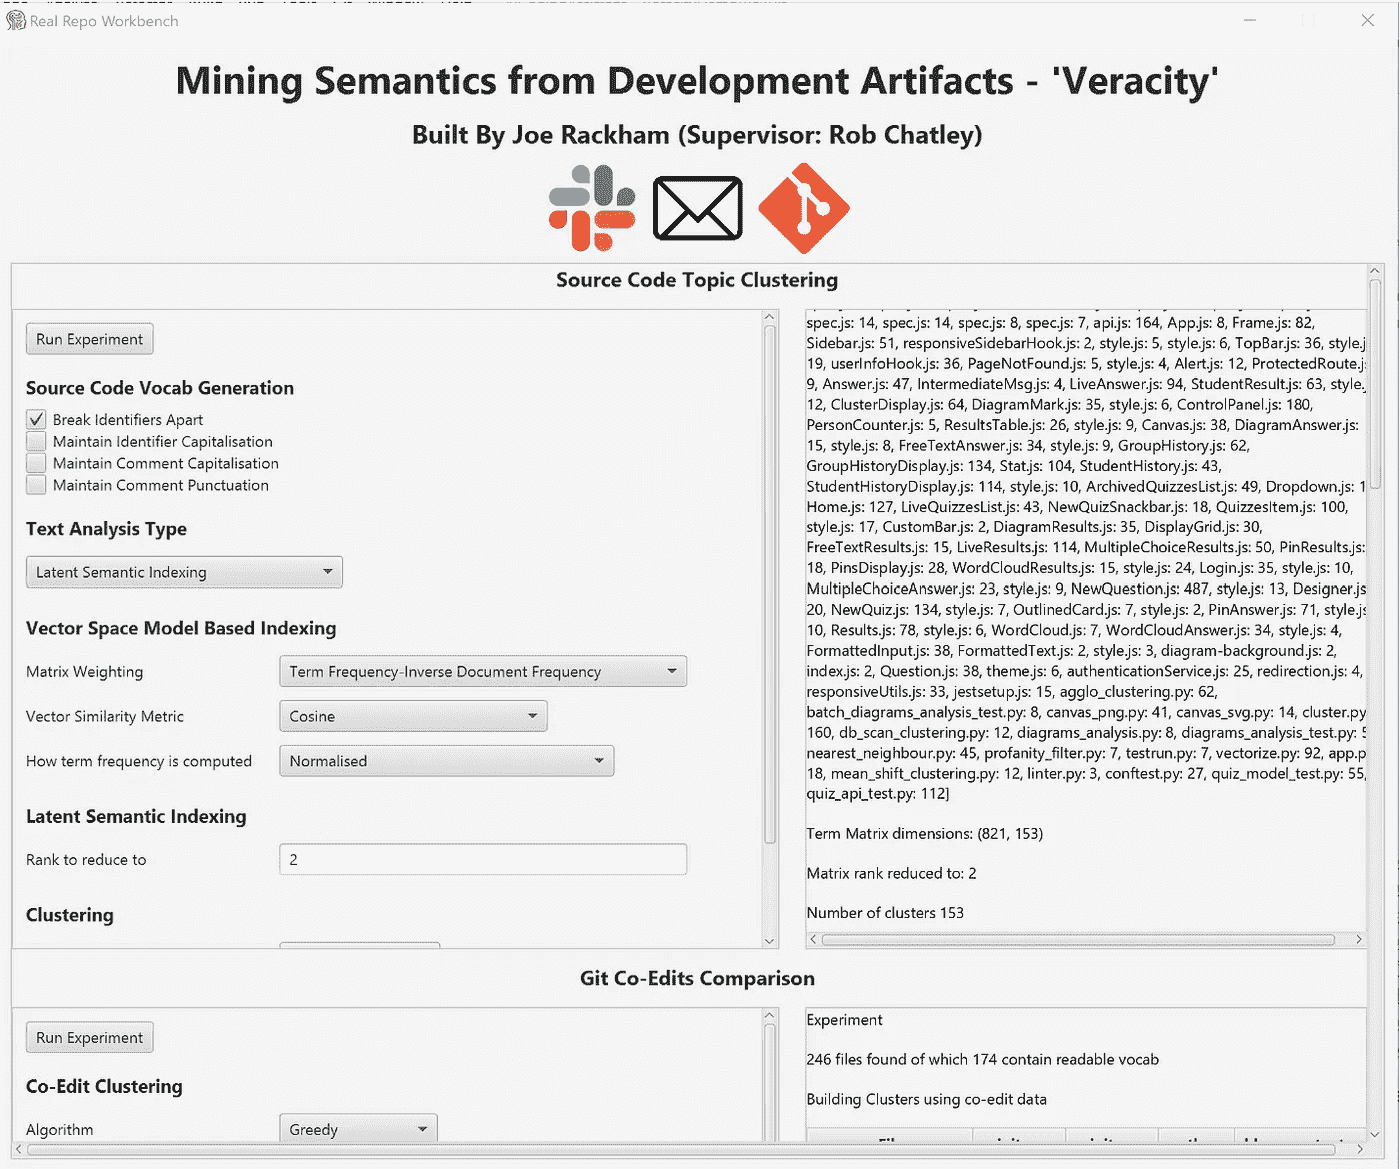 Real Repo Workbench
Mining Semantics from Development Artifacts - 'Veracity'
Built By Joe Rackham (Supervisor: Rob Chatley)
Source Code Topic Clustering
Run Experiment
Source Code Vocab Generation
Break Identifiers Apart
Maintain Identifier Capitalisation
Maintain Comment Capitalisation
Maintain Comment Punctuation
Text Analysis Type
Latent Semantic Indexing
Vector Space Model Based Indexing
Matrix Weighting
Term Frequency-Inverse Document Frequency
Vector Similarity Metric
Cosine
How term frequency is computed
Normalised
Latent Semantic Indexing
Rank to reduce to
2
Clustering
spec.js: 14, spec.js: 14, spec.js: 8, spec.js: 7, api.js: 164, App.js: 8, Frame.js: 82,
Sidebar.js: 51, responsiveSidebarHook.js: 2, style.js: 5, style.js: 6, TopBar.js: 36, style.j
19, userInfoHook.js: 36, PageNotFound.js: 5, style.js: 4, Alert.js: 12, ProtectedRoute.j
9, Answer.js: 47, IntermediateMsg.js: 4, LiveAnswer.js: 94, StudentResult.js: 63, style.
12, ClusterDisplay.js: 64, DiagramMark.js: 35, style.js: 6, ControlPanel.js: 180,
PersonCounter.js: 5, ResultsTable.js: 26, style.js: 9, Canvas.js: 38, DiagramAnswer.js:
15, style.js: 8, FreeTextAnswer.js: 34, style.js: 9, GroupHistory.js: 62,
GroupHistoryDisplay.js: 134, Stat.js: 104, StudentHistory.js: 43,
StudentHistoryDisplay.js: 114, style.js: 10, ArchivedQuizzesList.js: 49, Dropdown.js: 1
Home.js: 127, LiveQuizzesList.js: 43, NewQuizSnackbar.js: 18, QuizzesItem.js: 100,
style.js: 17, CustomBar.js: 2, DiagramResults.js: 35, DisplayGrid.js: 30,
FreeTextResults.js: 15, LiveResults.js: 114, MultipleChoiceResults.js: 50, PinResults.js:
18, PinsDisplay.js: 28, WordCloudResults.js: 15, style.js: 24, Login.js: 35, style.js: 10,
MultipleChoiceAnswer.js: 23, style.js: 9, NewQuestion.js: 487, style.js: 13, Designer.js
20, NewQuiz.js: 134, style.js: 7, OutlinedCard.js: 7, style.js: 2, PinAnswer.js: 71, style.js
10, Results.js: 78, style.js: 6, WordCloud.js: 7, WordCloudAnswer.js: 34, style.js: 4,
FormattedInput.js: 38, FormattedText.js: 2, style.js: 3, diagram-background.js: 2,
index.js: 2, Question.js: 38, theme.js: 6, authenticationService.js: 25, redirection.js: 4,
responsiveUtils.js: 33, jestsetup.js: 15, agglo_clustering.py: 62,
batch_diagrams_analysis_test.py: 8, canvas_png.py: 41, canvas_svg.py: 14, cluster.py
160, db_scan_clustering.py: 12, diagrams_analysis.py: 8, diagrams_analysis_test.py: 5
nearest_neighbour.py: 45, profanity_filter.py: 7, testrun.py: 7, vectorize.py: 92, app.p
18, mean_shift_clustering.py: 12, linter.py: 3, conftest.py: 27, quiz_model_test.py: 55,
quiz_api_test.py: 112]
Term Matrix dimensions: (821, 153)
Matrix rank reduced to: 2
Number of clusters 153
Git Co-Edits Comparison
Run Experiment
Co-Edit Clustering
Algorithm
Greedy
Experiment
246 files found of which 174 contain readable vocab
Building Clusters using co-edit data